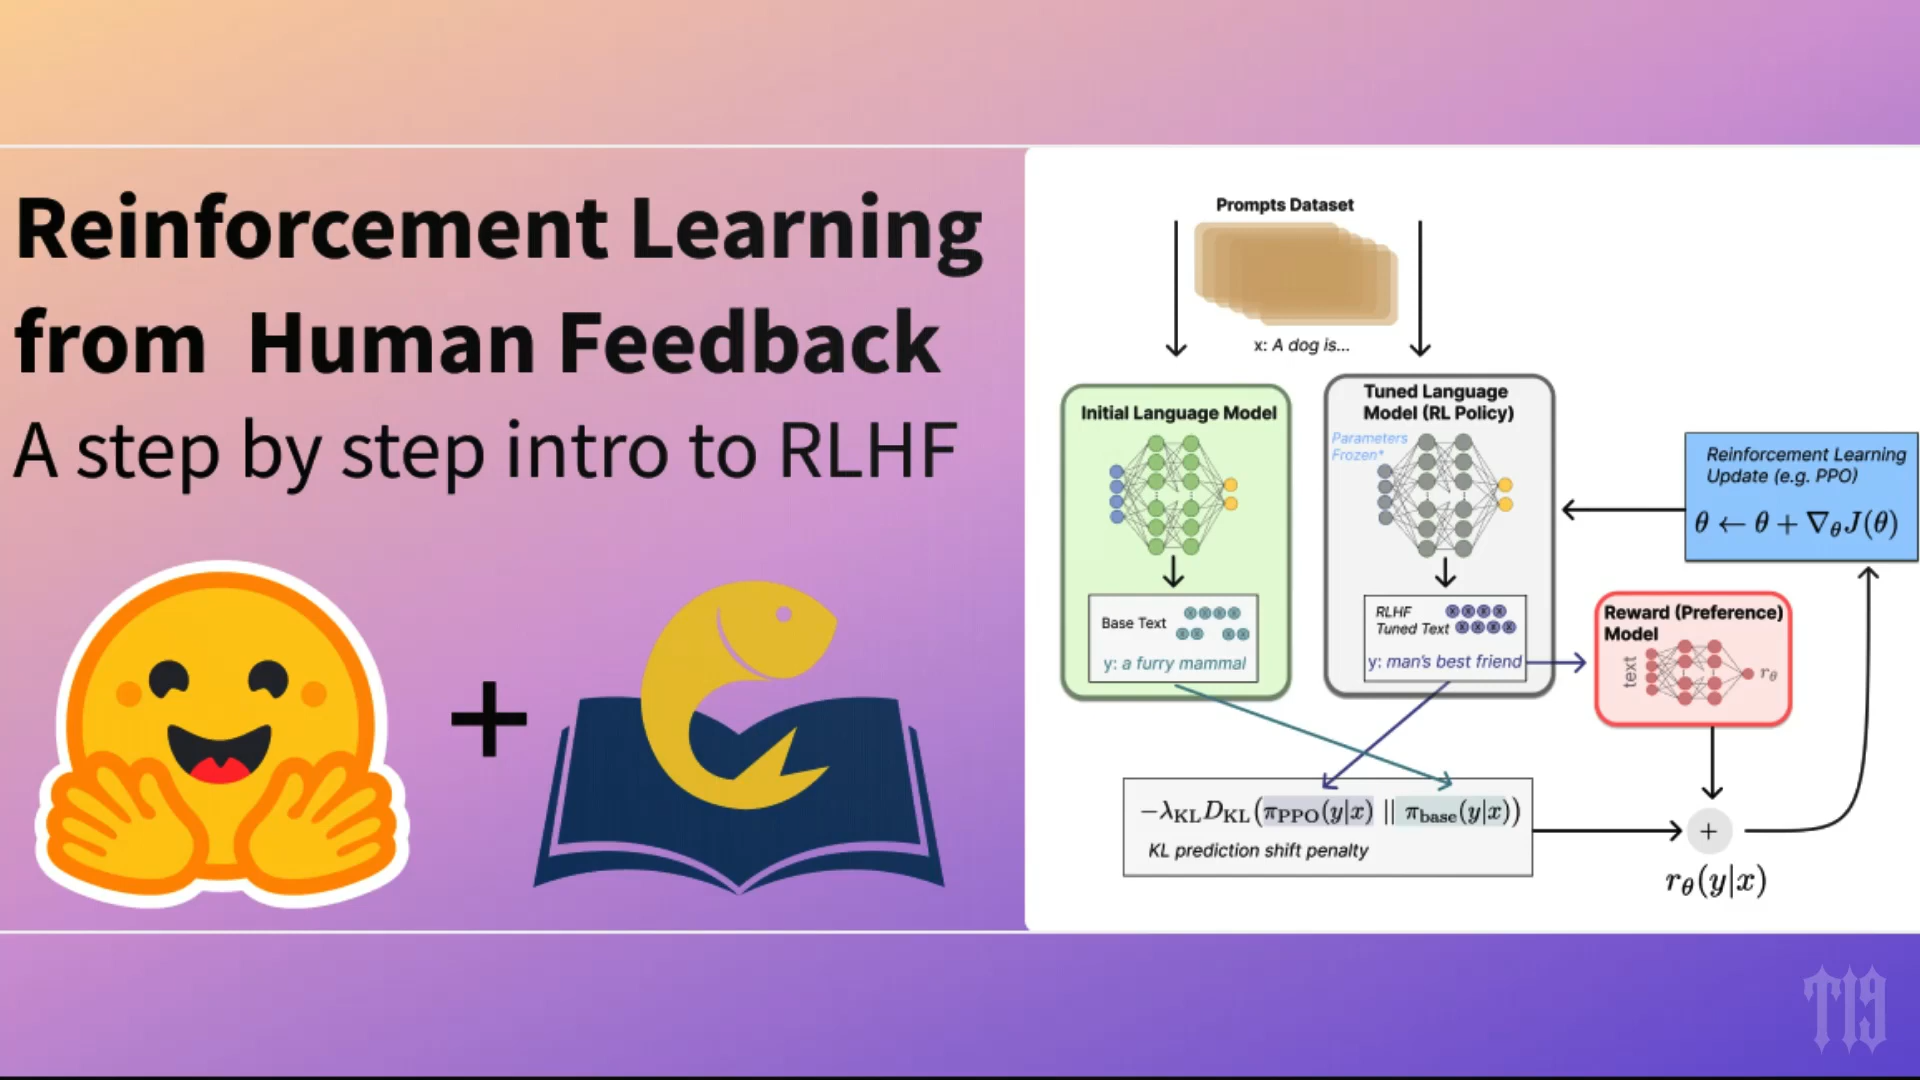 Reinforcement Learning
from Human Feedback
A step by step intro to RLHF
+
Prompts Dataset
x: A dog is...
Initial Language Model
Base Text
y: a furry mammal
Tuned Language
Model (RL Policy)
Parameters
Frozen*
RLHF
Tuned Text
y: man's best friend
Reinforcement Learning
Update (e.g. PPO)
θ ← θ + ∇θJ(θ)
Reward (Preference)
Model
text
rθ
−λKL DKL(πPPO(y|x) || πbase(y|x))
KL prediction shift penalty
+
rθ(y|x)
T19